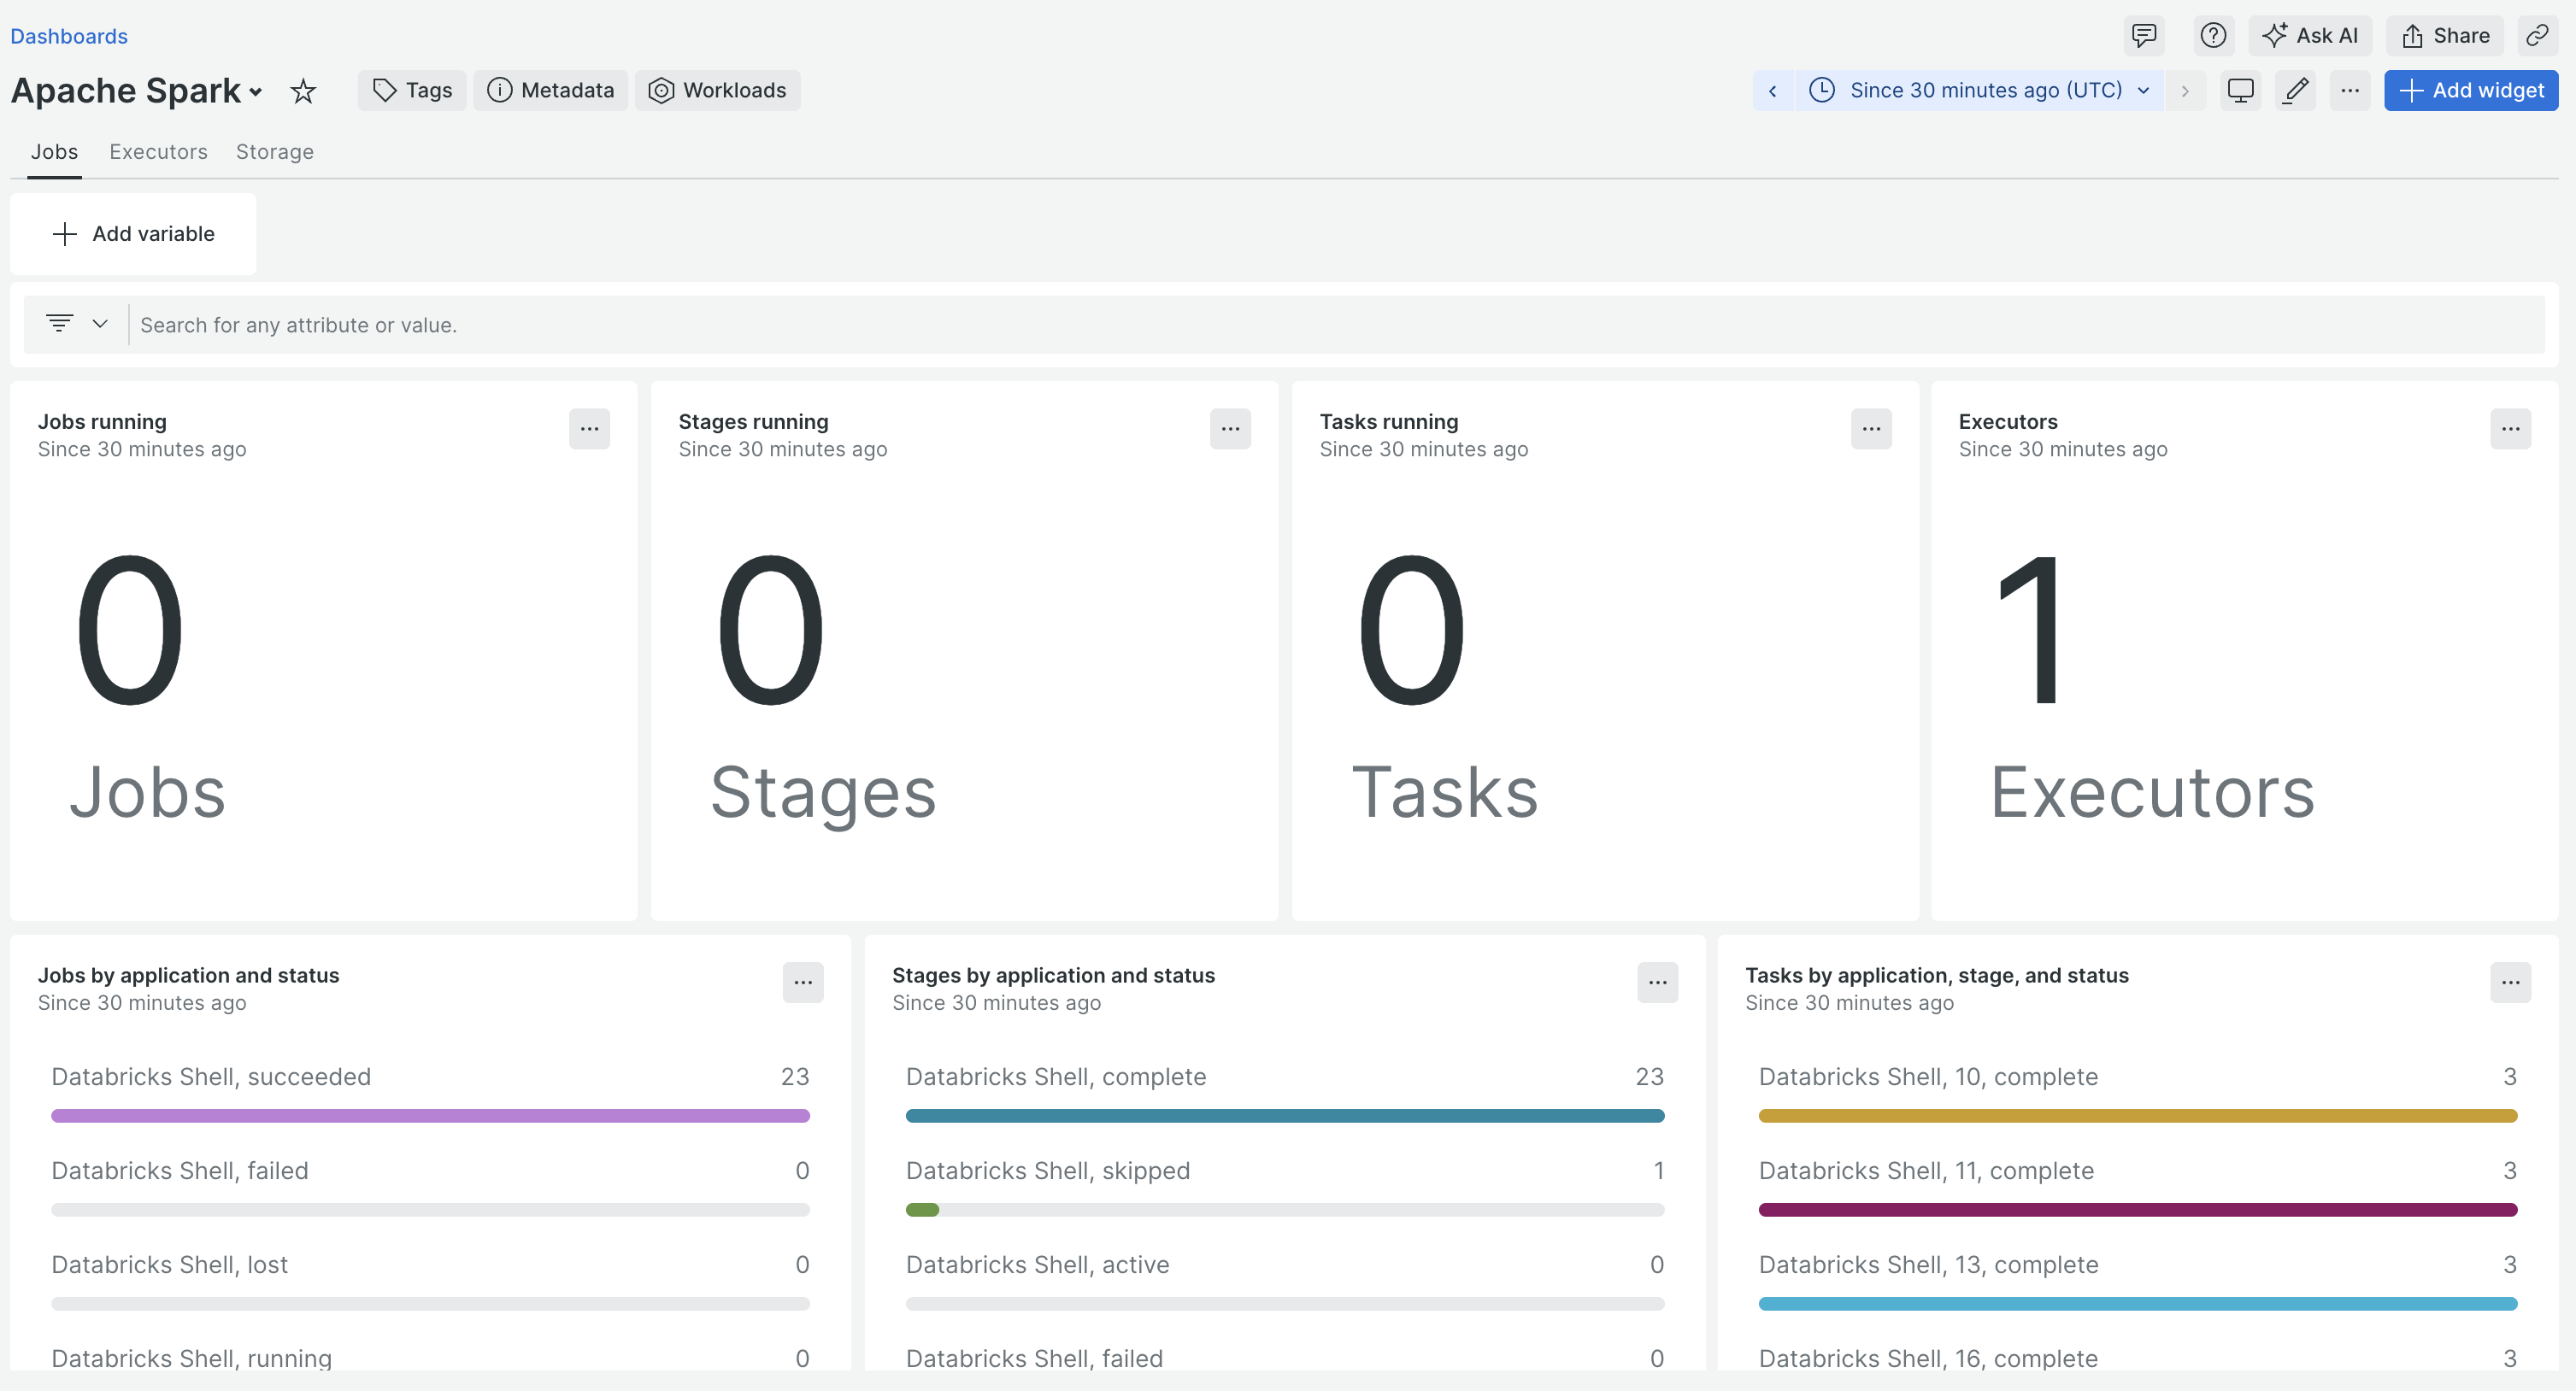 Dashboards
Ask AI
Share
Apache Spark
Tags
Metadata
Workloads
Since 30 minutes ago (UTC)
Add widget
Jobs
Executors
Storage
Add variable
Search for any attribute or value.
Jobs running
Since 30 minutes ago
0
Jobs
Stages running
Since 30 minutes ago
0
Stages
Tasks running
Since 30 minutes ago
0
Tasks
Executors
Since 30 minutes ago
1
Executors
Jobs by application and status
Since 30 minutes ago
Databricks Shell, succeeded 23
Databricks Shell, failed 0
Databricks Shell, lost 0
Databricks Shell, running 0
Stages by application and status
Since 30 minutes ago
Databricks Shell, complete 23
Databricks Shell, skipped 1
Databricks Shell, active 0
Databricks Shell, failed 0
Tasks by application, stage, and status
Since 30 minutes ago
Databricks Shell, 10, complete 3
Databricks Shell, 11, complete 3
Databricks Shell, 13, complete 3
Databricks Shell, 16, complete 3